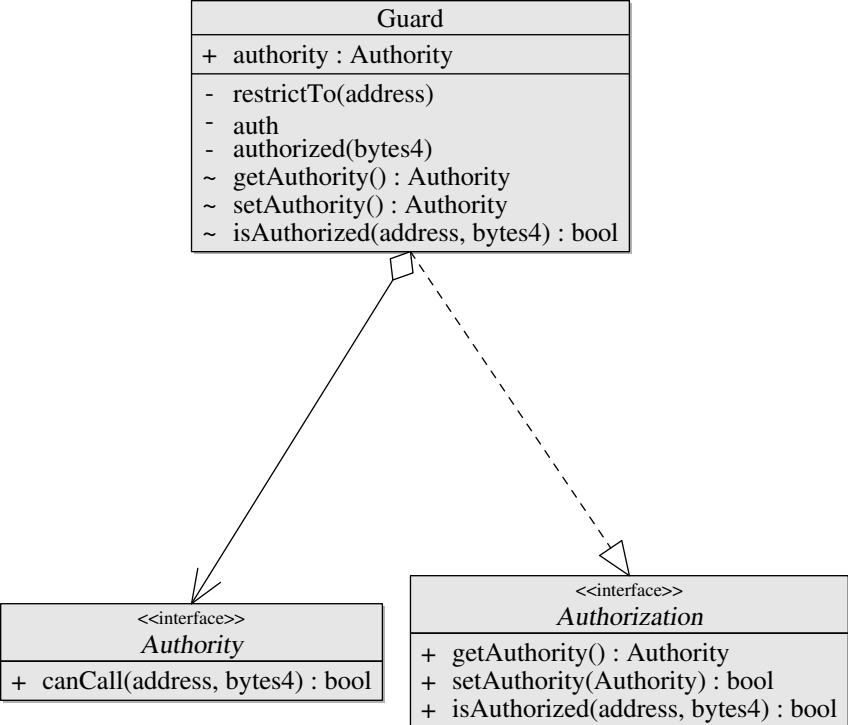 Guard
+ authority : Authority
- restrictTo(address)
- auth
- authorized(bytes4)
~ getAuthority() : Authority
~ setAuthority() : Authority
~ isAuthorized(address, bytes4) : bool
<<interface>>
Authority
+ canCall(address, bytes4) : bool
<<interface>>
Authorization
+ getAuthority() : Authority
+ setAuthority(Authority) : bool
+ isAuthorized(address, bytes4) : bool